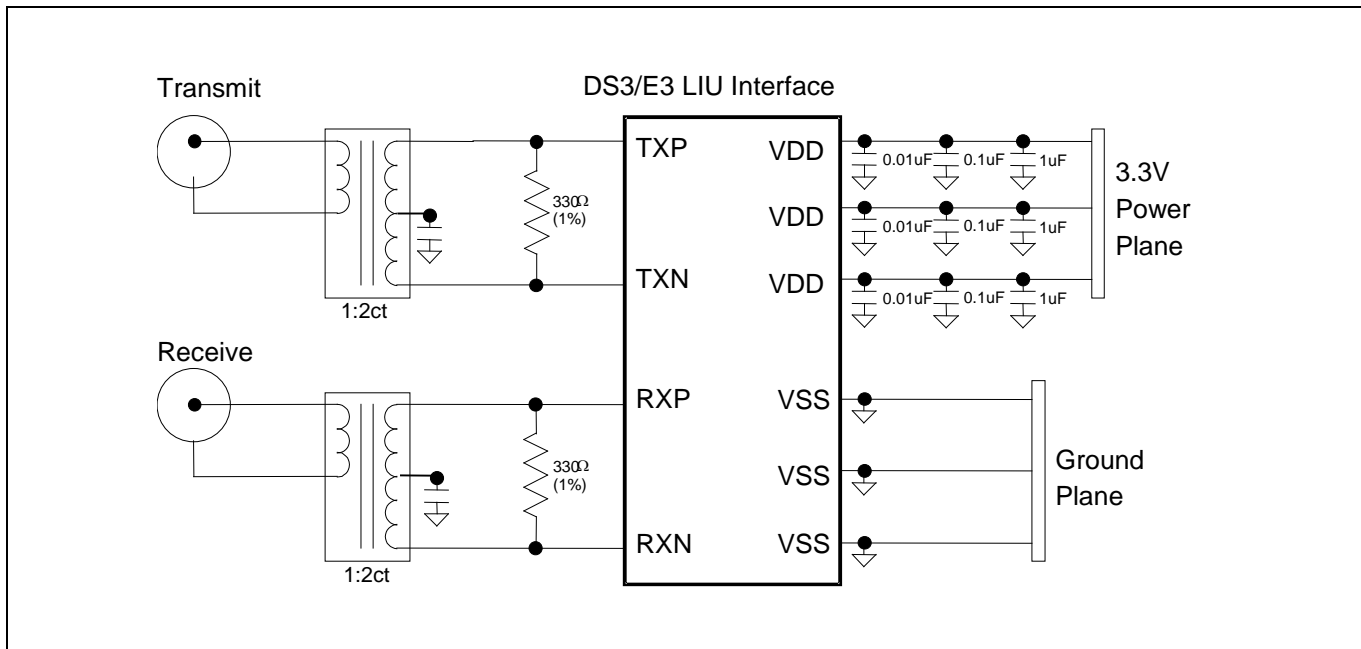 Transmit
DS3/E3 LIU Interface
TXP
VDD
0.01uF
0.1uF
1uF
3.3V
Power
Plane
330Ω
(1%)
VDD
0.01uF
0.1uF
1uF
TXN
VDD
0.01uF
0.1uF
1uF
1:2ct
Receive
RXP
VSS
330Ω
(1%)
VSS
Ground
Plane
RXN
VSS
1:2ct